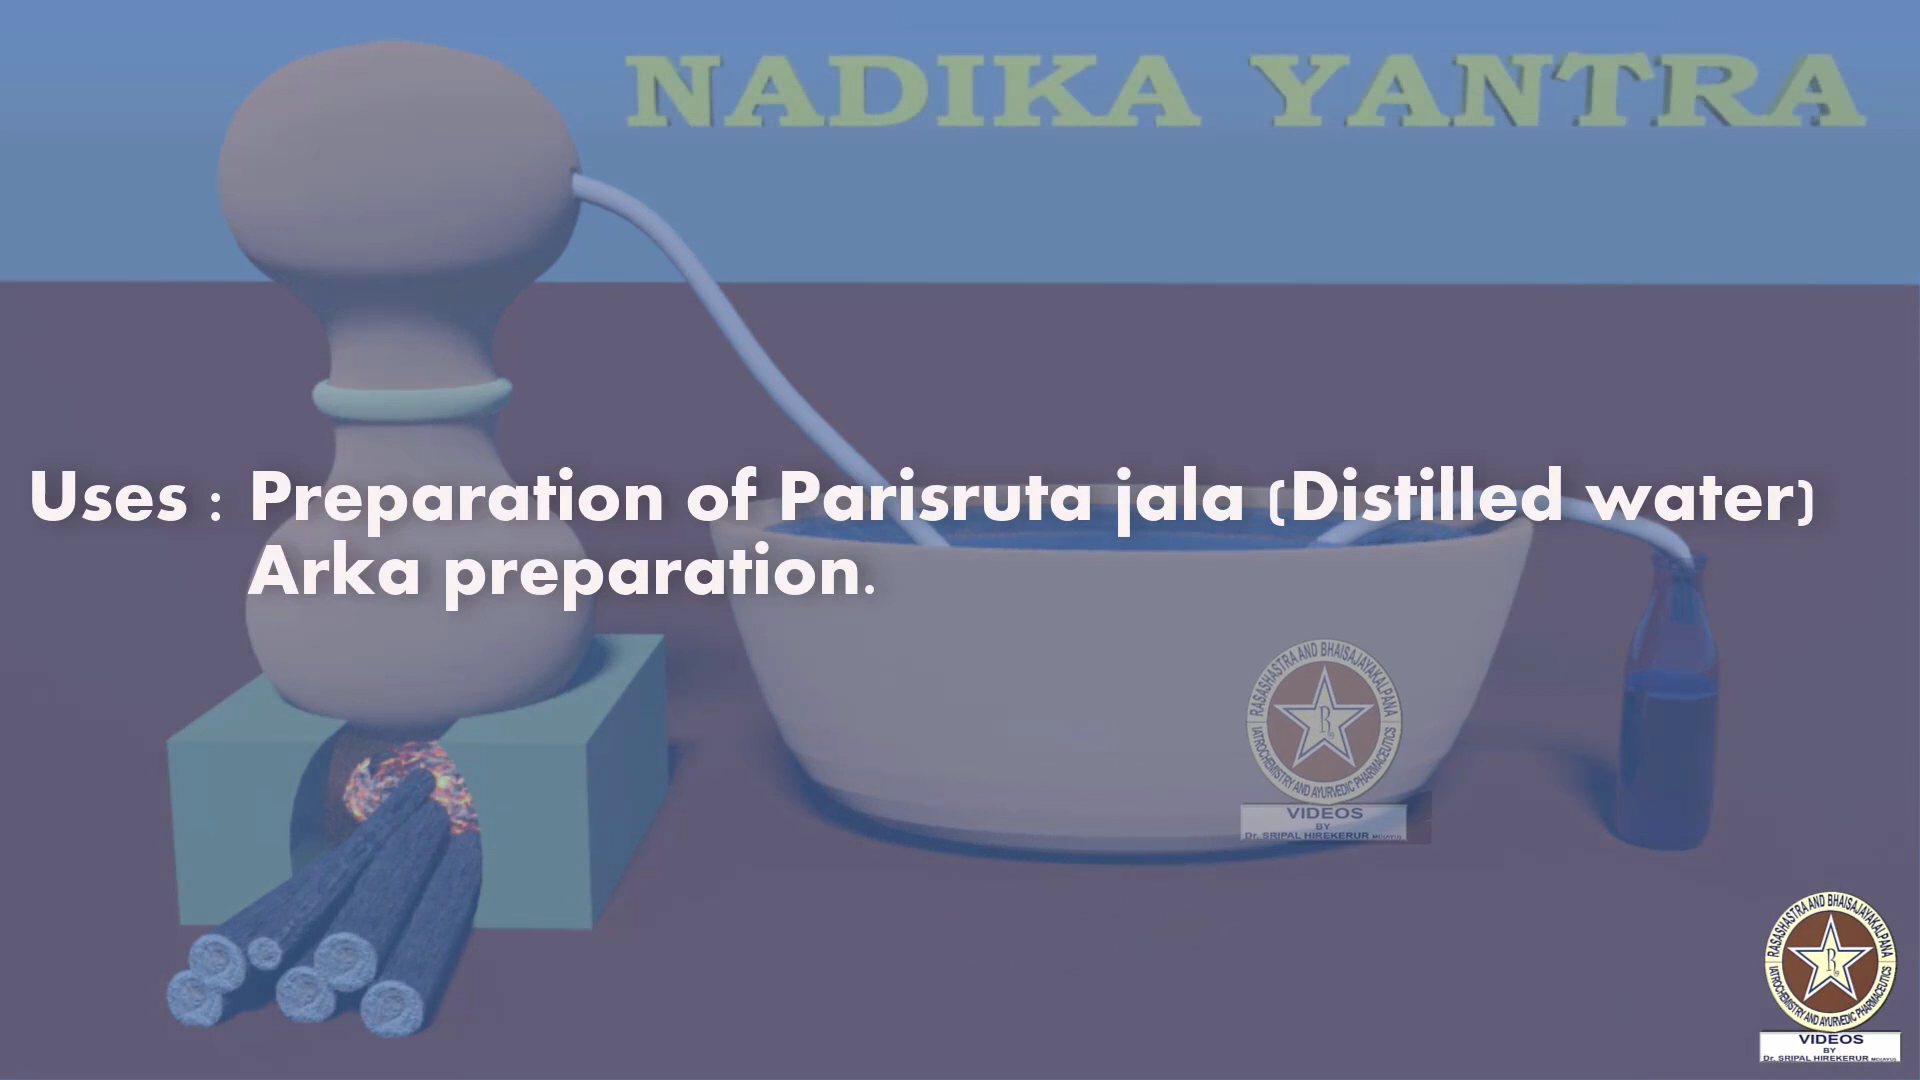 NADIKA YANTRA
Uses : Preparation of Parisruta jala (Distilled water)
Arka preparation.
RASASHASTRA AND BHAISAJAYAKALPANA
IATROCHEMISTRY AND AYURVEDIC PHARMACEUTICS
VIDEOS
BY
Dr. SRIPAL HIREKERUR
RASASHASTRA AND BHAISAJAYAKALPANA
IATROCHEMISTRY AND AYURVEDIC PHARMACEUTICS
VIDEOS
BY
Dr. SRIPAL HIREKERUR